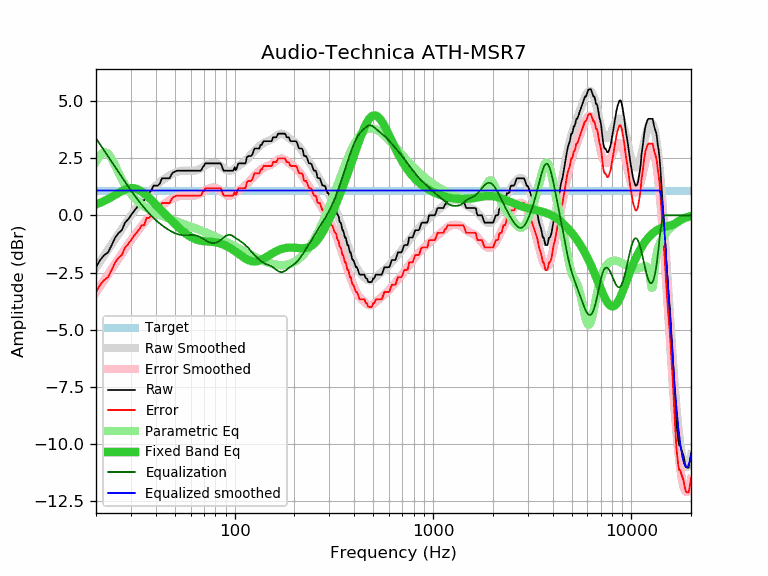 Audio-Technica ATH-MSR7
Amplitude (dBr)
5.0
2.5
0.0
−2.5
−5.0
−7.5
−10.0
−12.5
Target
Raw Smoothed
Error Smoothed
Raw
Error
Parametric Eq
Fixed Band Eq
Equalization
Equalized smoothed
100
1000
10000
Frequency (Hz)